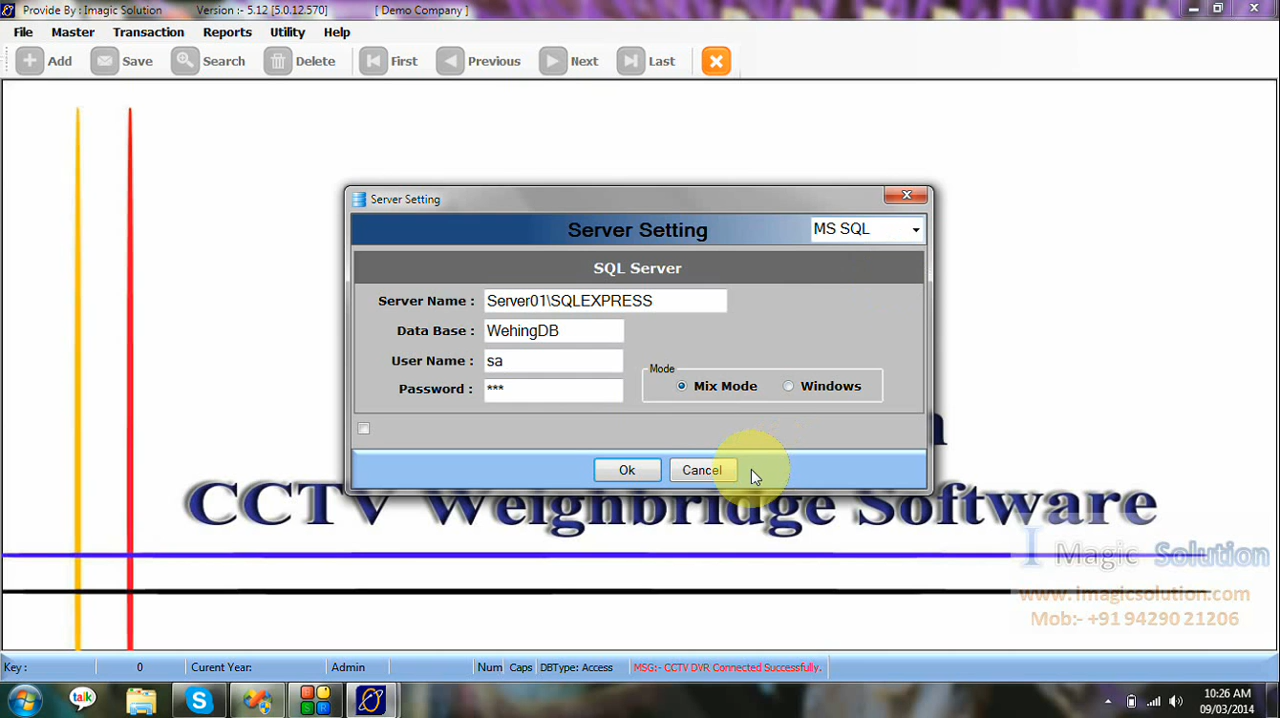 Provide By : Imagic Solution Version :- 5.12 [5.0.12.570] [ Demo Company ]
File Master Transaction Reports Utility Help
Add Save Search Delete First Previous Next Last
Server Setting
Server Setting MS SQL
SQL Server
Server Name : Server01\SQLEXPRESS
Data Base : WehingDB
User Name : sa
Mode
Password : *** Mix Mode Windows
Ok Cancel
CCTV Weighbridge Software
I Magic Solution
www.imagicsolution.com
Mob:- +91 94290 21206
Key : 0 Curent Year: Admin Num Caps DBType: Access MSG:- CCTV DVR Connected Successfully.
talk
10:26 AM
09/03/2014